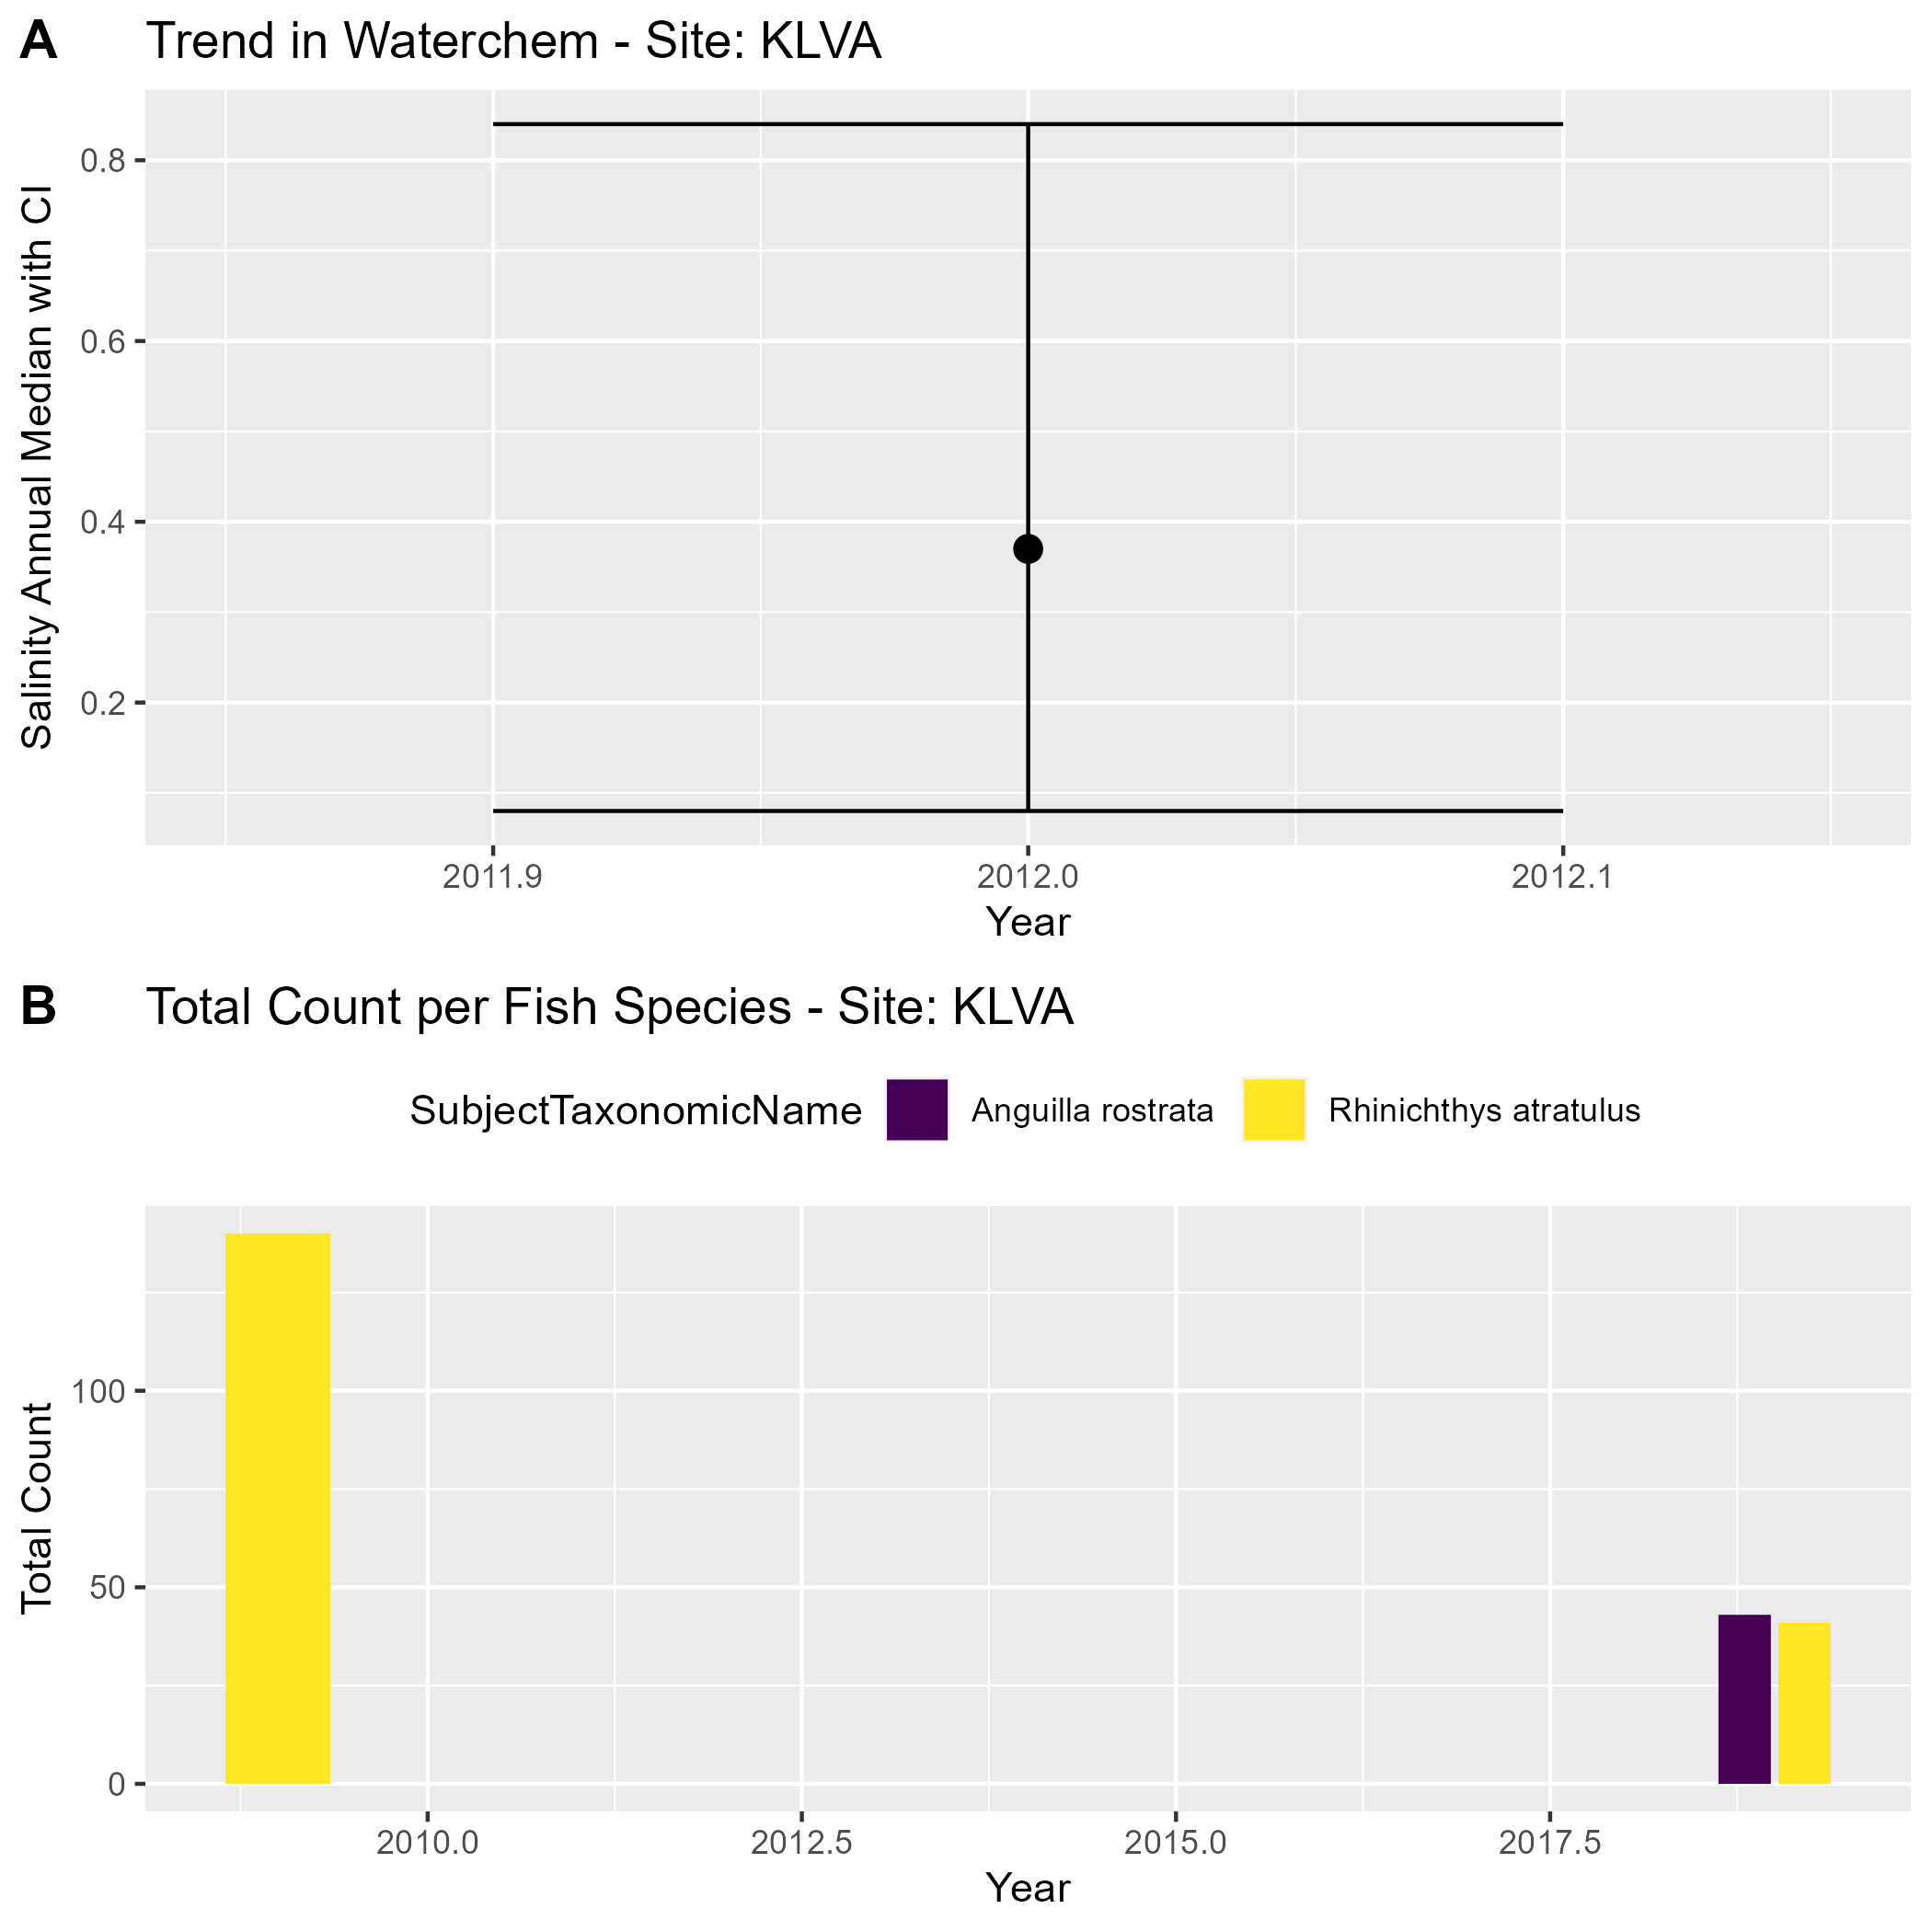 A Trend in Waterchem - Site: KLVA
Salinity Annual Median with CI
0.8
0.6
0.4
0.2
2011.9 2012.0 2012.1
Year
B Total Count per Fish Species - Site: KLVA
SubjectTaxonomicName Anguilla rostrata Rhinichthys atratulus
Total Count
100
50
0
2010.0 2012.5 2015.0 2017.5
Year